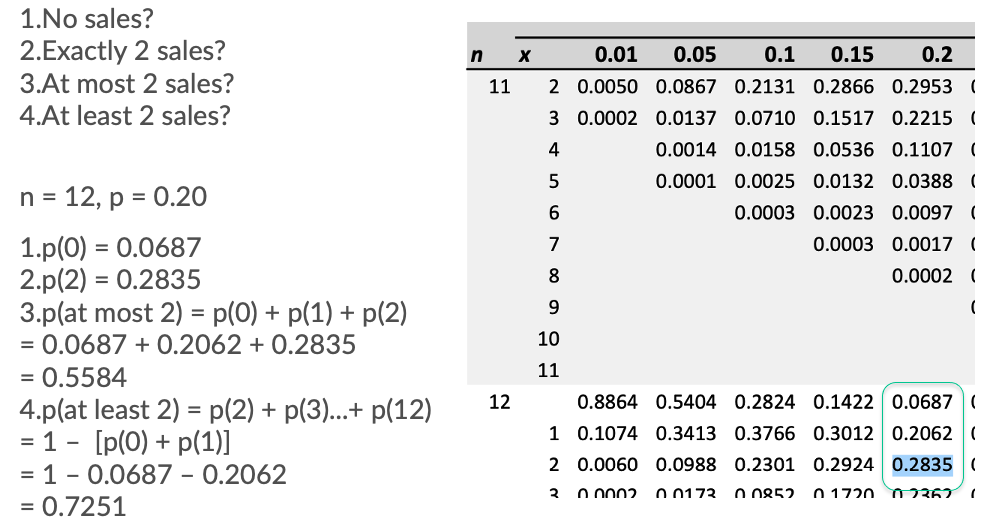 1.No sales?
2.Exactly 2 sales?
3.At most 2 sales?
4.At least 2 sales?
n = 12, p = 0.20
1.p(0) = 0.0687
2.p(2) = 0.2835
3.p(at most 2) = p(0) + p(1) + p(2)
= 0.0687 + 0.2062 + 0.2835
= 0.5584
4.p(at least 2) = p(2) + p(3)...+ p(12)
= 1 – [p(0) + p(1)]
= 1 – 0.0687 – 0.2062
= 0.7251
n x 0.01 0.05 0.1 0.15 0.2
11 2 0.0050 0.0867 0.2131 0.2866 0.2953
3 0.0002 0.0137 0.0710 0.1517 0.2215
4 0.0014 0.0158 0.0536 0.1107
5 0.0001 0.0025 0.0132 0.0388
6 0.0003 0.0023 0.0097
7 0.0003 0.0017
8 0.0002
9
10
11
12 0.8864 0.5404 0.2824 0.1422 0.0687
1 0.1074 0.3413 0.3766 0.3012 0.2062
2 0.0060 0.0988 0.2301 0.2924 0.2835
3 0.0002 0.0173 0.0852 0.1720 0.2362